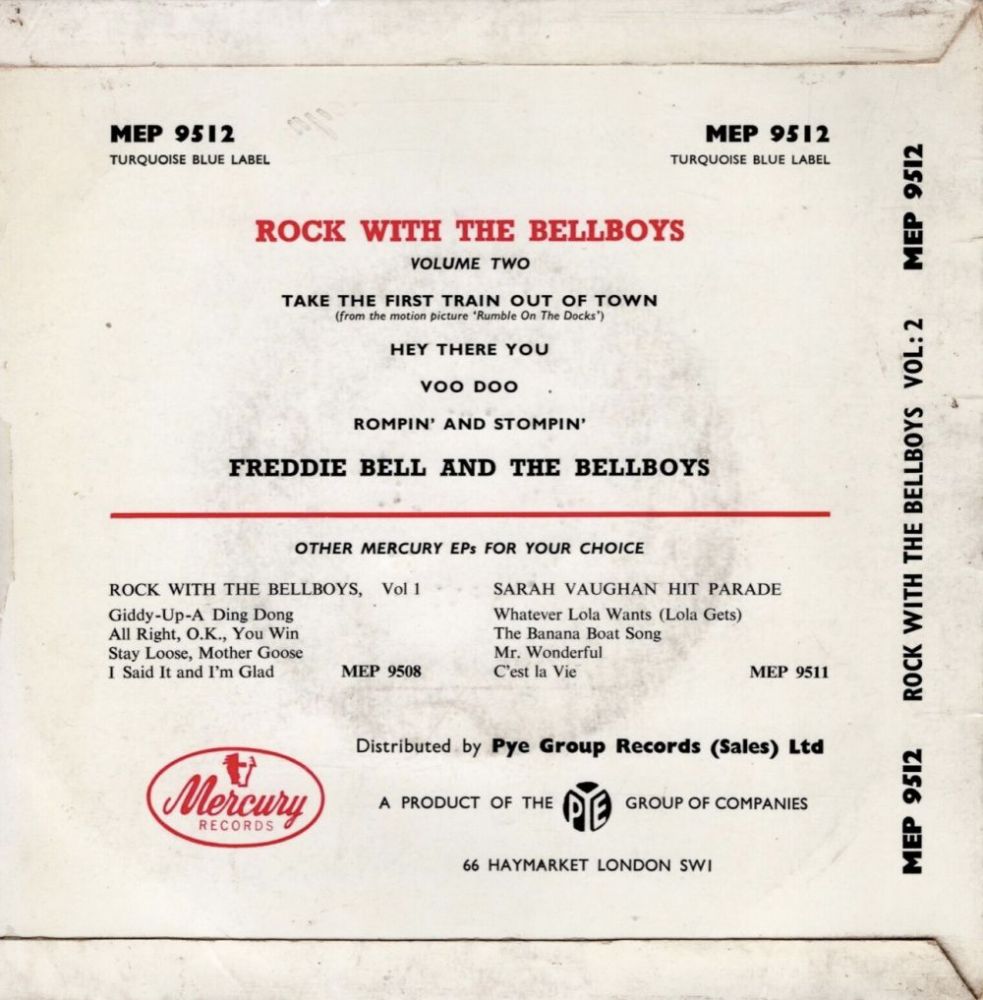 MEP 9512
TURQUOISE BLUE LABEL
MEP 9512
TURQUOISE BLUE LABEL
ROCK WITH THE BELLBOYS
VOLUME TWO
TAKE THE FIRST TRAIN OUT OF TOWN
(from the motion picture ‘Rumble On The Docks’)
HEY THERE YOU
VOO DOO
ROMPIN’ AND STOMPIN’
FREDDIE BELL AND THE BELLBOYS
OTHER MERCURY EPs FOR YOUR CHOICE
ROCK WITH THE BELLBOYS, Vol 1
Giddy-Up-A Ding Dong
All Right, O.K., You Win
Stay Loose, Mother Goose
I Said It and I’m Glad MEP 9508
SARAH VAUGHAN HIT PARADE
Whatever Lola Wants (Lola Gets)
The Banana Boat Song
Mr. Wonderful
C’est la Vie MEP 9511
Distributed by Pye Group Records (Sales) Ltd
Mercury
RECORDS
A PRODUCT OF THE PYE GROUP OF COMPANIES
66 HAYMARKET LONDON SW1
MEP 9512 ROCK WITH THE BELLBOYS VOL: 2 MEP 9512